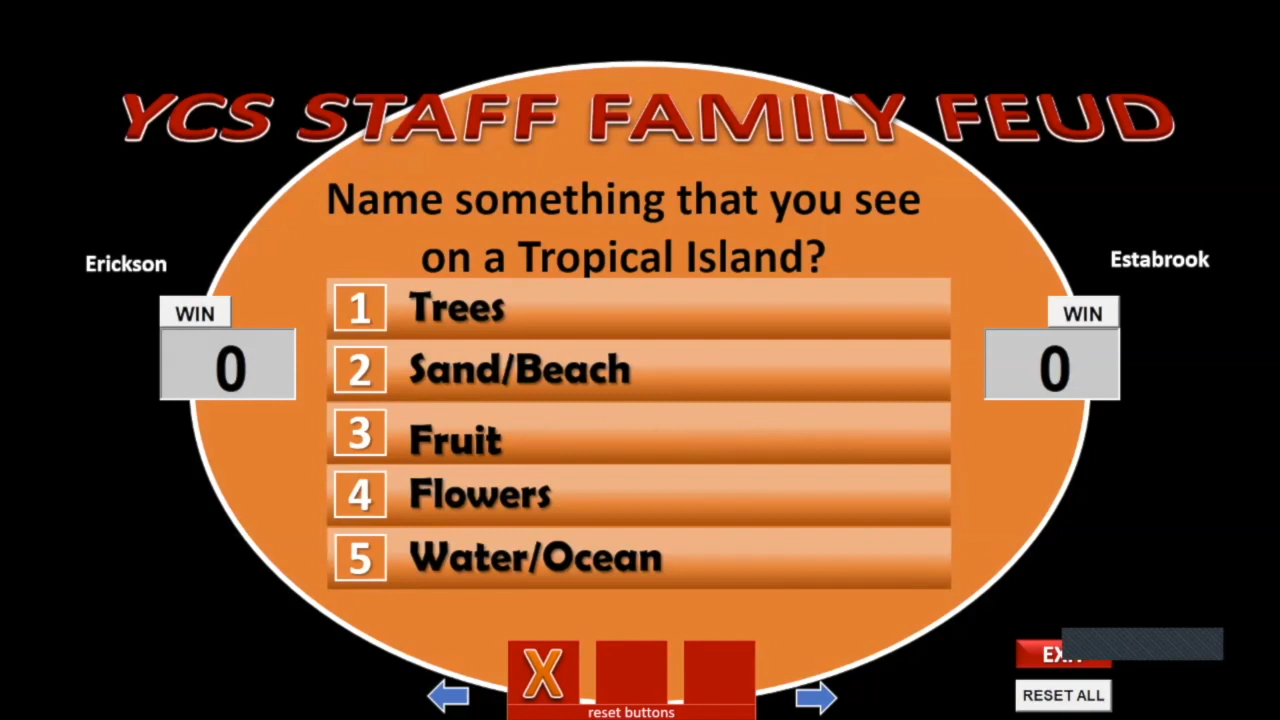 YCS STAFF FAMILY FEUD
Name something that you see
on a Tropical Island?
Erickson
Estabrook
WIN
0
WIN
0
1 Trees
2 Sand/Beach
3 Fruit
4 Flowers
5 Water/Ocean
X
reset buttons
RESET ALL